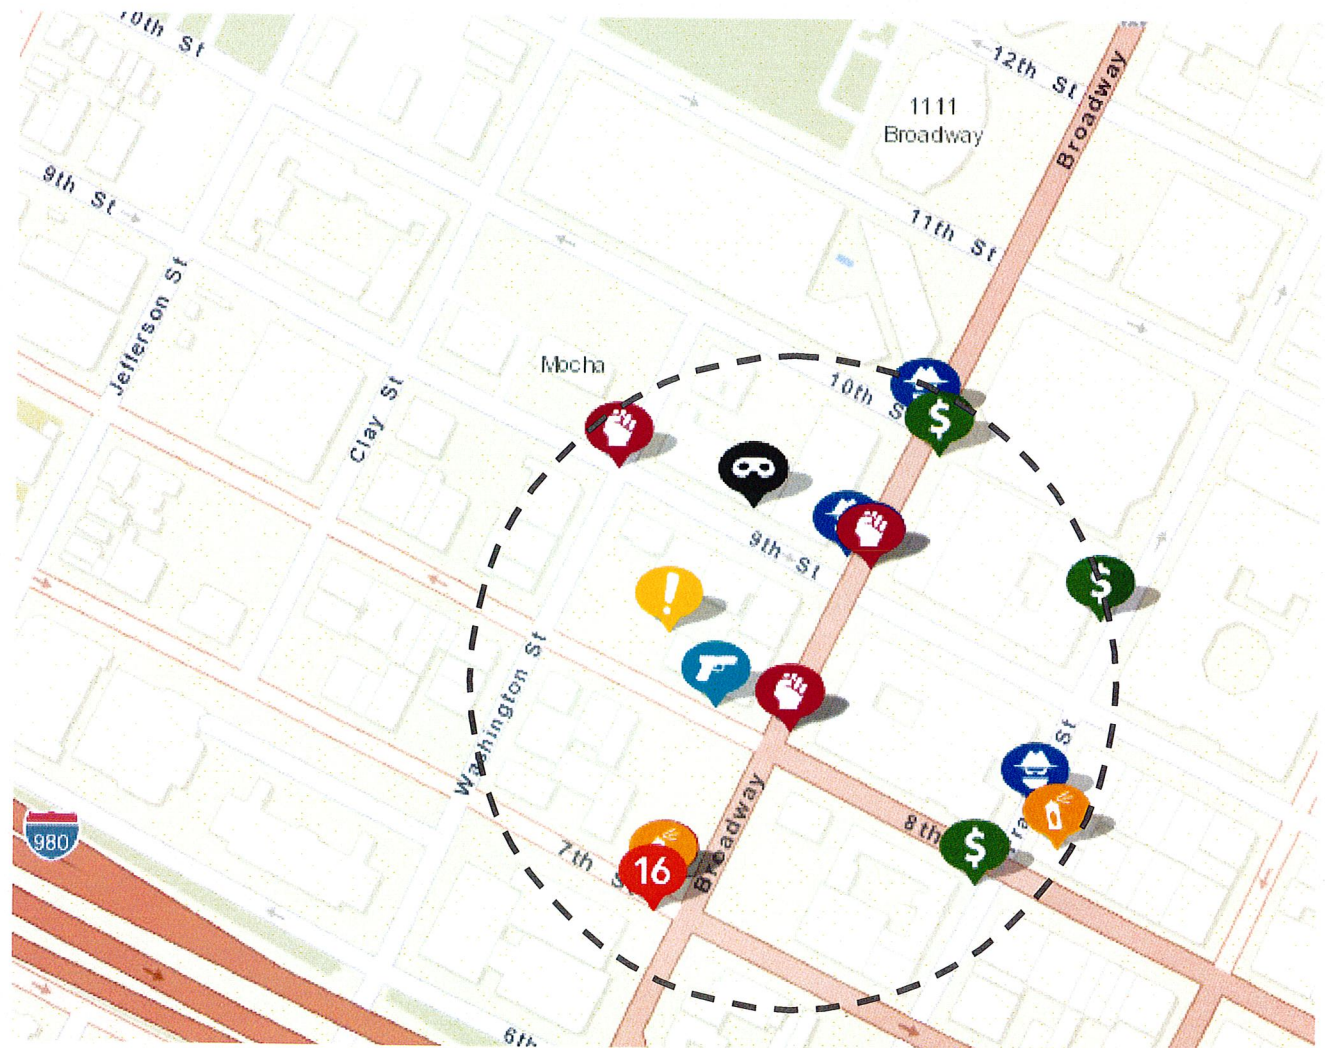 10th St
12th St
Broadway
1111
Broadway
9th St
11th St
Jefferson St
Mocha
10th S
$
Clay St
9th St
$
!
Washington St
St
980
Broadway
8th
$
7th
16
6th